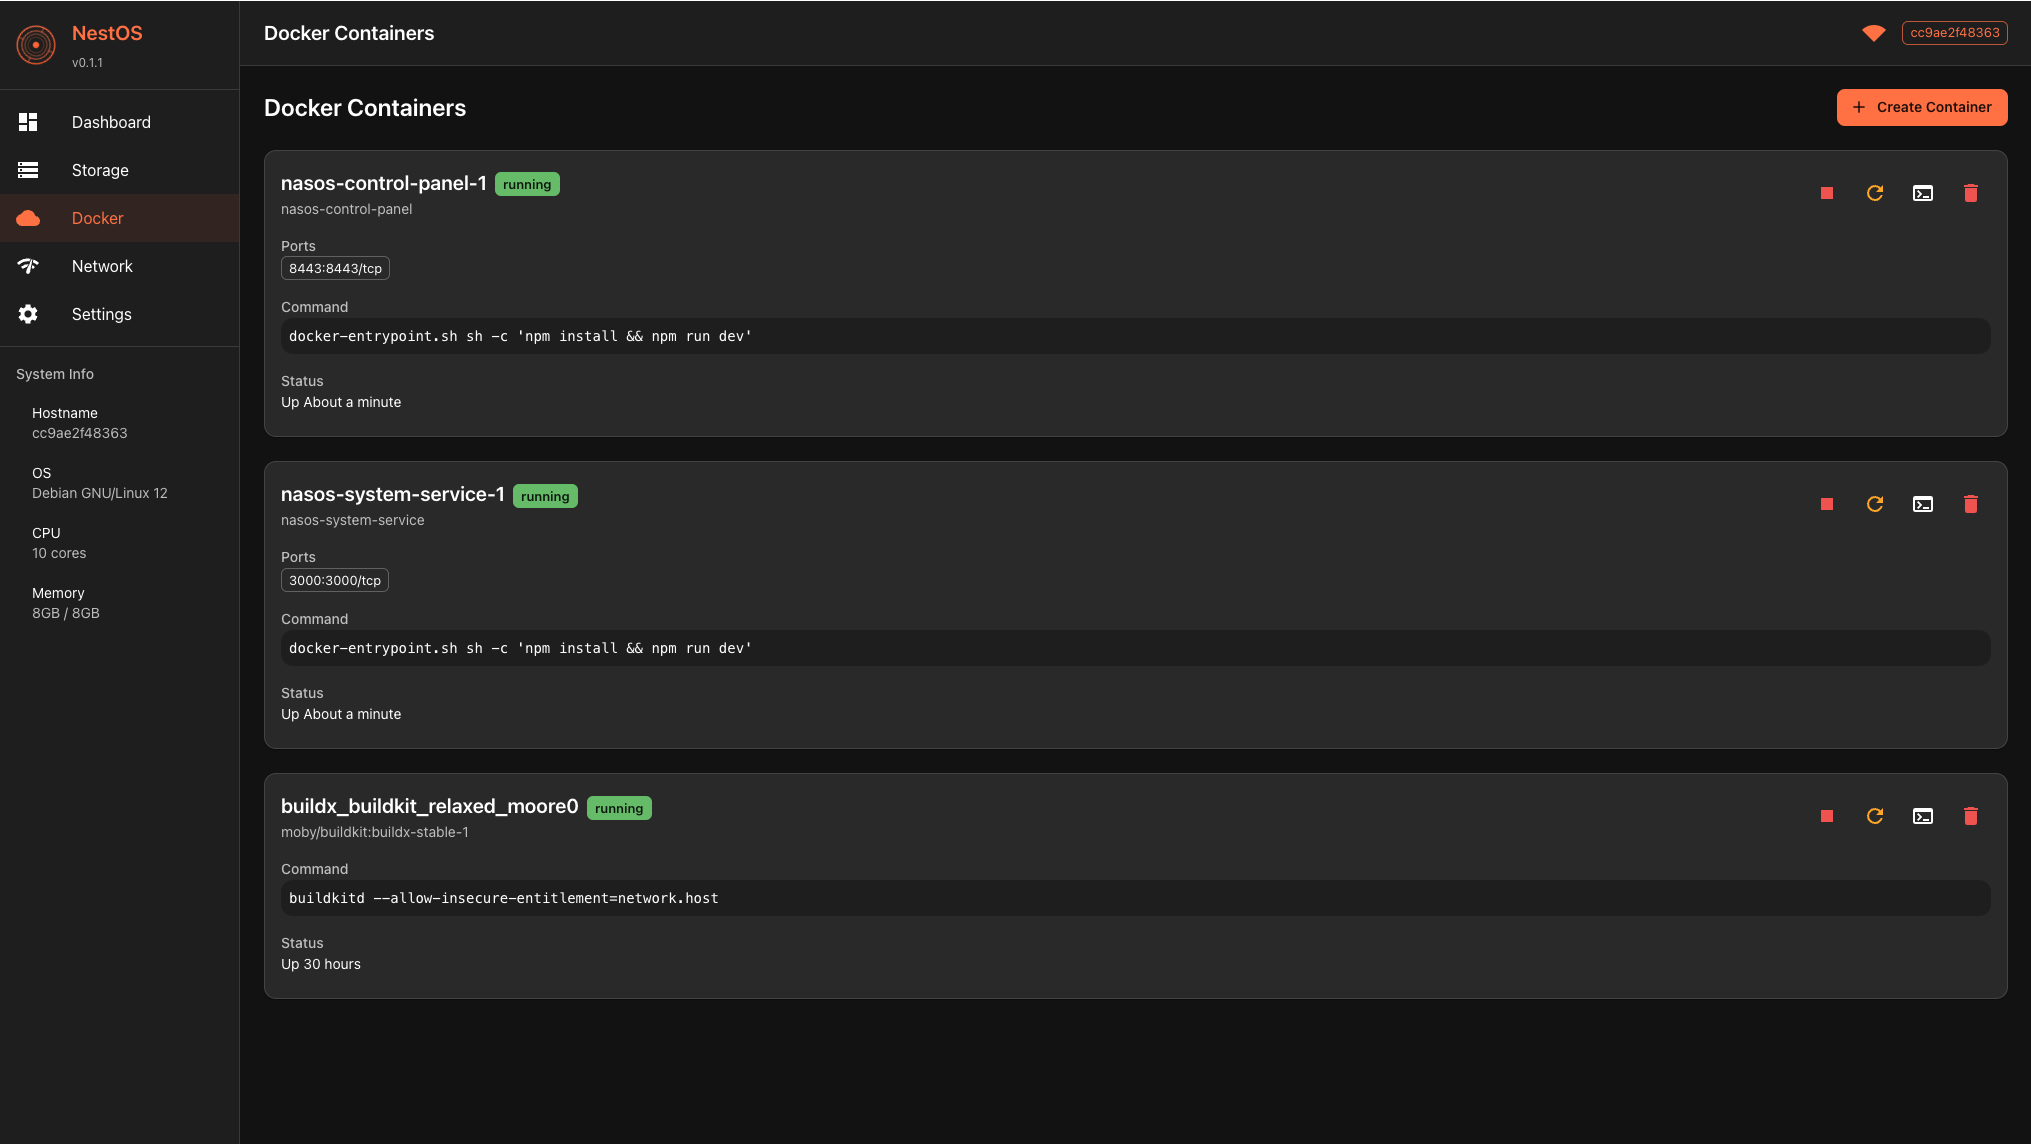 NestOS
v0.1.1
Dashboard
Storage
Docker
Network
Settings
System Info
Hostname
cc9ae2f48363
OS
Debian GNU/Linux 12
CPU
10 cores
Memory
8GB / 8GB
Docker Containers
cc9ae2f48363
Docker Containers
Create Container
nasos-control-panel-1 running
nasos-control-panel
Ports
8443:8443/tcp
Command
docker-entrypoint.sh sh -c 'npm install && npm run dev'
Status
Up About a minute
nasos-system-service-1 running
nasos-system-service
Ports
3000:3000/tcp
Command
docker-entrypoint.sh sh -c 'npm install && npm run dev'
Status
Up About a minute
buildx_buildkit_relaxed_moore0 running
moby/buildkit:buildx-stable-1
Command
buildkitd --allow-insecure-entitlement=network.host
Status
Up 30 hours